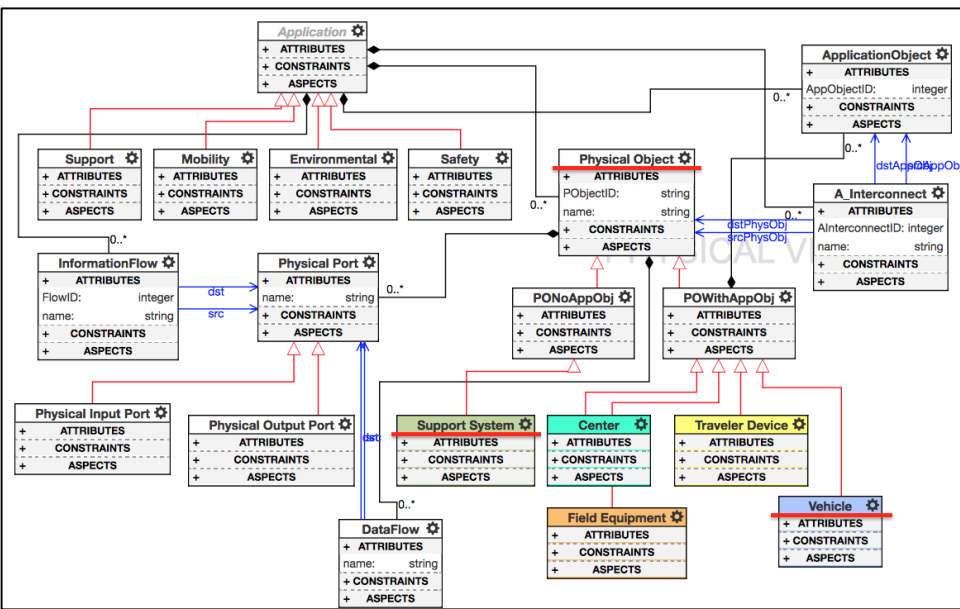 Application
+ ATTRIBUTES
+ CONSTRAINTS
+ ASPECTS
ApplicationObject
+ ATTRIBUTES
AppObjectID: integer
+ CONSTRAINTS
+ ASPECTS
0..*
0..*
Support
+ ATTRIBUTES
+ CONSTRAINTS
+ ASPECTS
Mobility
+ ATTRIBUTES
+ CONSTRAINTS
+ ASPECTS
Environmental
+ ATTRIBUTES
+ CONSTRAINTS
+ ASPECTS
Safety
+ ATTRIBUTES
+ CONSTRAINTS
+ ASPECTS
Physical Object
+ ATTRIBUTES
PObjectID: string
name: string
+ CONSTRAINTS
+ ASPECTS
0..*
dstPhysObj
srcPhysObj
dstAppObj
A_Interconnect
+ ATTRIBUTES
AInterconnectID: integer
name: string
+ CONSTRAINTS
+ ASPECTS
0..*
0..*
InformationFlow
+ ATTRIBUTES
FlowID: integer
name: string
+ CONSTRAINTS
+ ASPECTS
dst
src
Physical Port
+ ATTRIBUTES
name: string
+ CONSTRAINTS
+ ASPECTS
0..*
PONoAppObj
+ ATTRIBUTES
+ CONSTRAINTS
+ ASPECTS
POWithAppObj
+ ATTRIBUTES
+ CONSTRAINTS
+ ASPECTS
Physical Input Port
+ ATTRIBUTES
+ CONSTRAINTS
+ ASPECTS
Physical Output Port
+ ATTRIBUTES
+ CONSTRAINTS
+ ASPECTS
Support System
+ ATTRIBUTES
+ CONSTRAINTS
+ ASPECTS
Center
+ ATTRIBUTES
+ CONSTRAINTS
+ ASPECTS
Traveler Device
+ ATTRIBUTES
+ CONSTRAINTS
+ ASPECTS
0..*
DataFlow
+ ATTRIBUTES
name: string
+ CONSTRAINTS
+ ASPECTS
Field Equipment
+ ATTRIBUTES
+ CONSTRAINTS
+ ASPECTS
Vehicle
+ ATTRIBUTES
+ CONSTRAINTS
+ ASPECTS